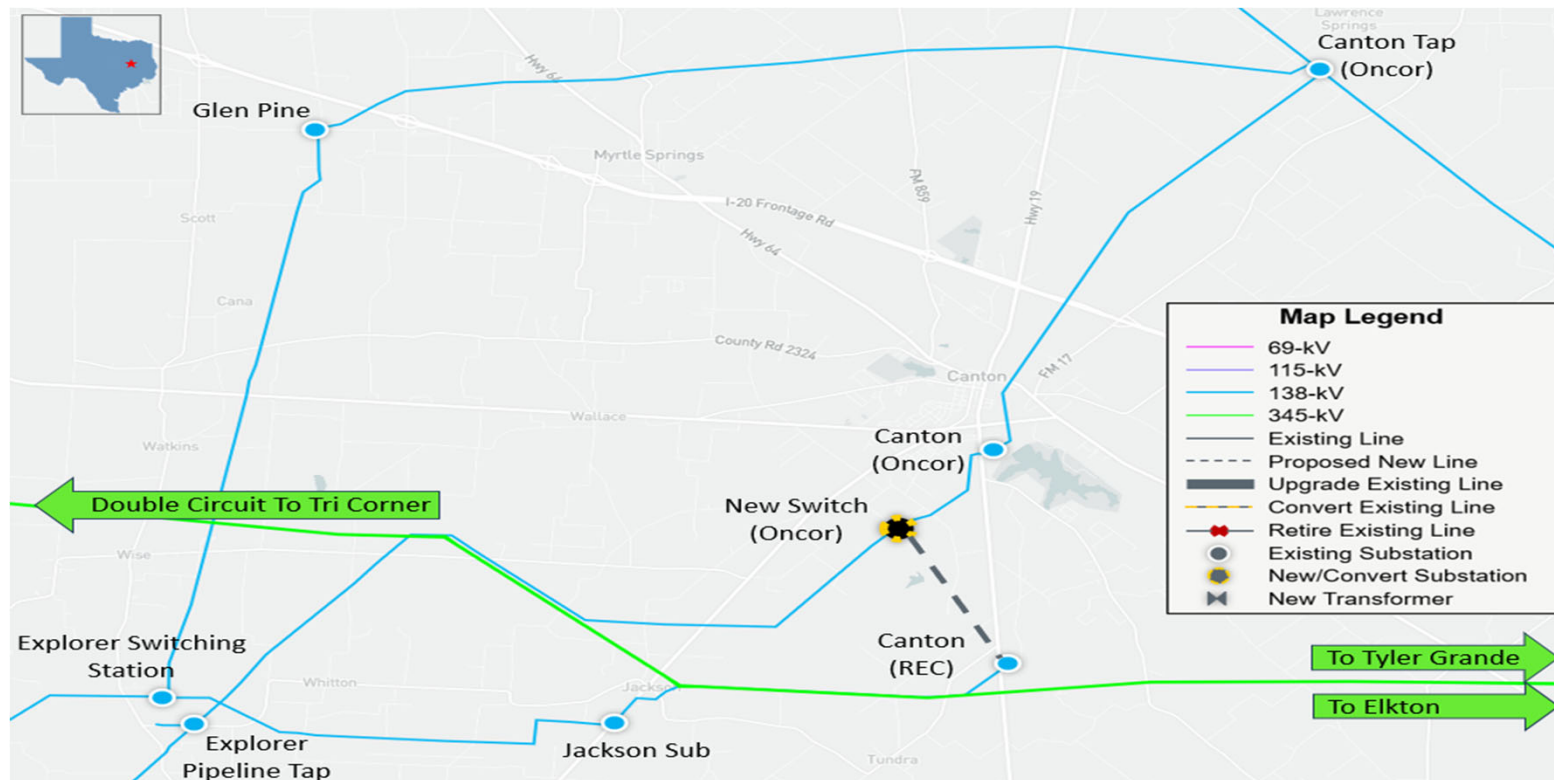 Lawrence
Springs
Canton Tap
(Oncor)
Hwy 64
Glen Pine
Myrtle Springs
FM 859
Hwy 19
I-20 Frontage Rd
Scott
Hwy 64
Cana
Map Legend
69-kV
115-kV
138-kV
345-kV
Existing Line
Proposed New Line
Upgrade Existing Line
Convert Existing Line
Retire Existing Line
Existing Substation
New/Convert Substation
New Transformer
County Rd 2324
FM 17
Canton
Wallace
Watkins
Canton
(Oncor)
Double Circuit To Tri Corner
New Switch
(Oncor)
Wise
Explorer Switching
Station
Canton
(REC)
To Tyler Grande
Whitton
Jackson
To Elkton
Explorer
Pipeline Tap
Jackson Sub
Tundra